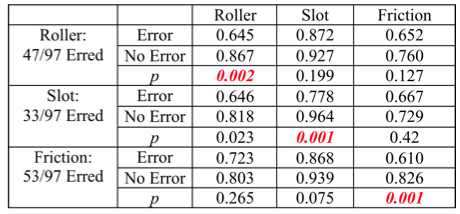 Roller Slot Friction
Roller: Error 0.645 0.872 0.652
47/97 Erred No Error 0.867 0.927 0.760
p 0.002 0.199 0.127
Slot: Error 0.646 0.778 0.667
33/97 Erred No Error 0.818 0.964 0.729
p 0.023 0.001 0.42
Friction: Error 0.723 0.868 0.610
53/97 Erred No Error 0.803 0.939 0.826
p 0.265 0.075 0.001